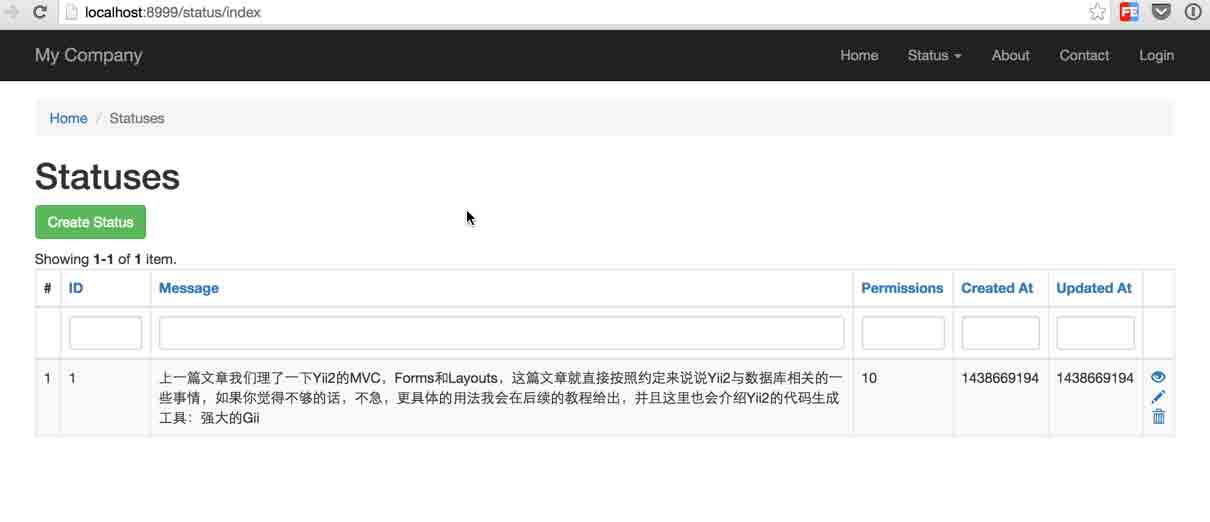 localhost:8999/status/index
FE
My Company
Home Status About Contact Login
Home / Statuses
Statuses
Create Status
Showing 1-1 of 1 item.
# ID Message Permissions Created At Updated At
1 1 上一篇文章我们理了一下Yii2的MVC，Forms和Layouts，这篇文章就直接按照约定来说说Yii2与数据库相关的一 10 1438669194 1438669194
些事情，如果你觉得不够的话，不急，更具体的用法我会在后续的教程给出，并且这里也会介绍Yii2的代码生成
工具：强大的Gii